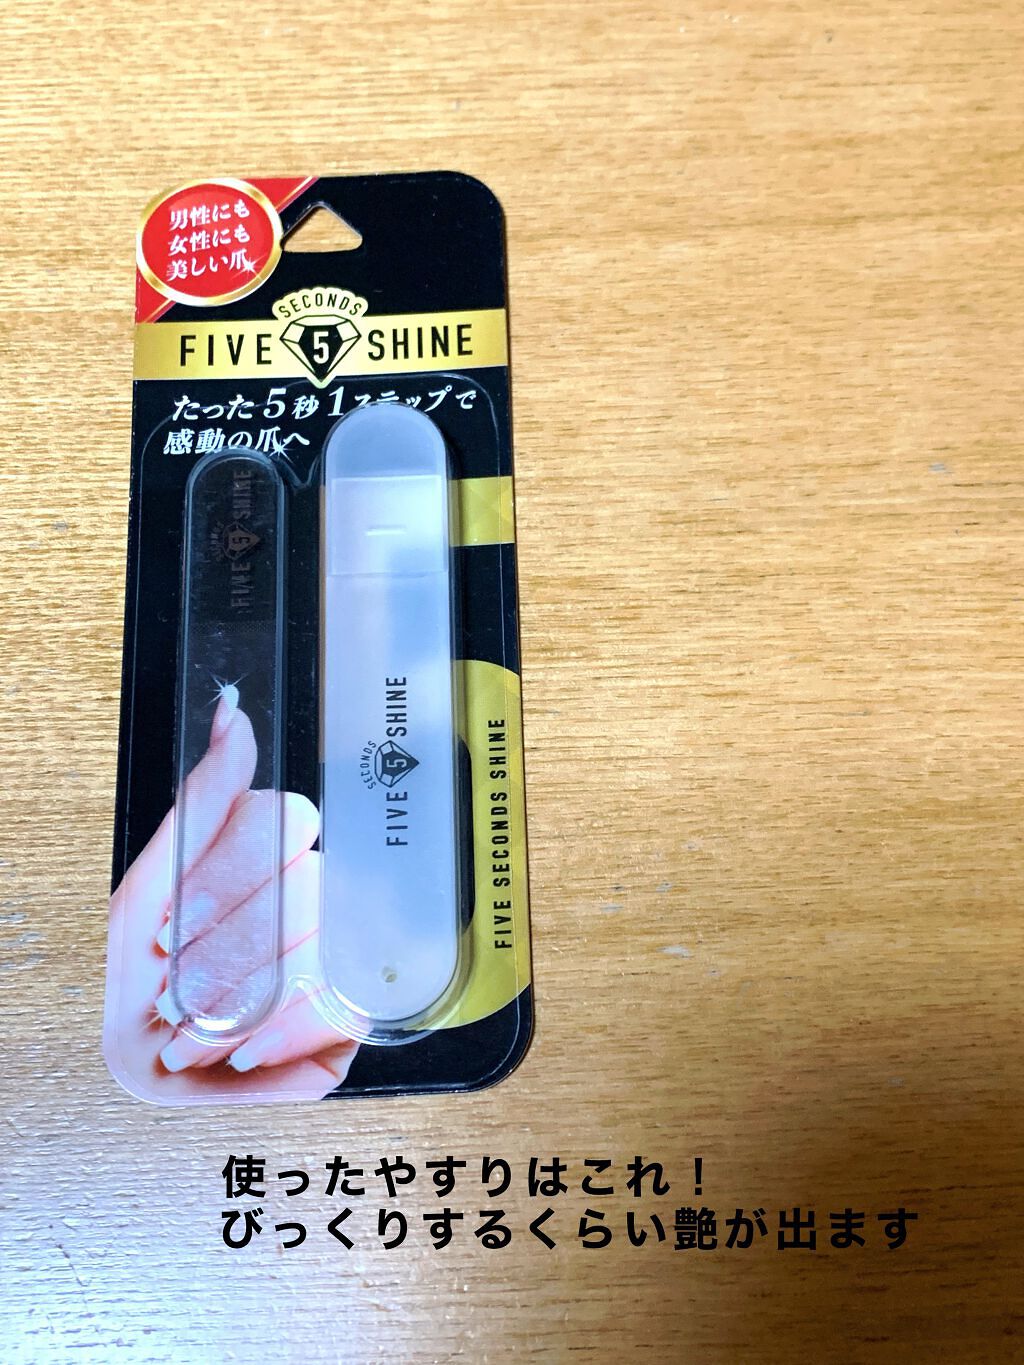 男性にも
女性にも
美しい爪
SECONDS
FIVE 5 SHINE
たった5秒1ステップで
感動の爪へ
FIVE 5 SHINE
SECONDS
FIVE 5 SHINE
SECONDS
FIVE SECONDS SHINE
使ったやすりはこれ！
びっくりするくらい艶が出ます